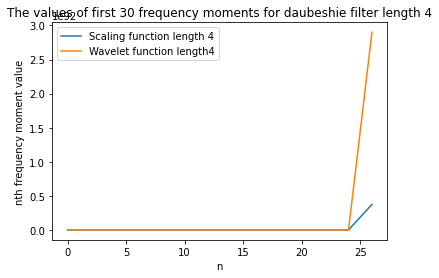 The values of first 30 frequency moments for daubeshie filter length 4
1e32
Scaling function length 4
Wavelet function length4
nth frequency moment value
3.0
2.5
2.0
1.5
1.0
0.5
0.0
0 5 10 15 20 25
n